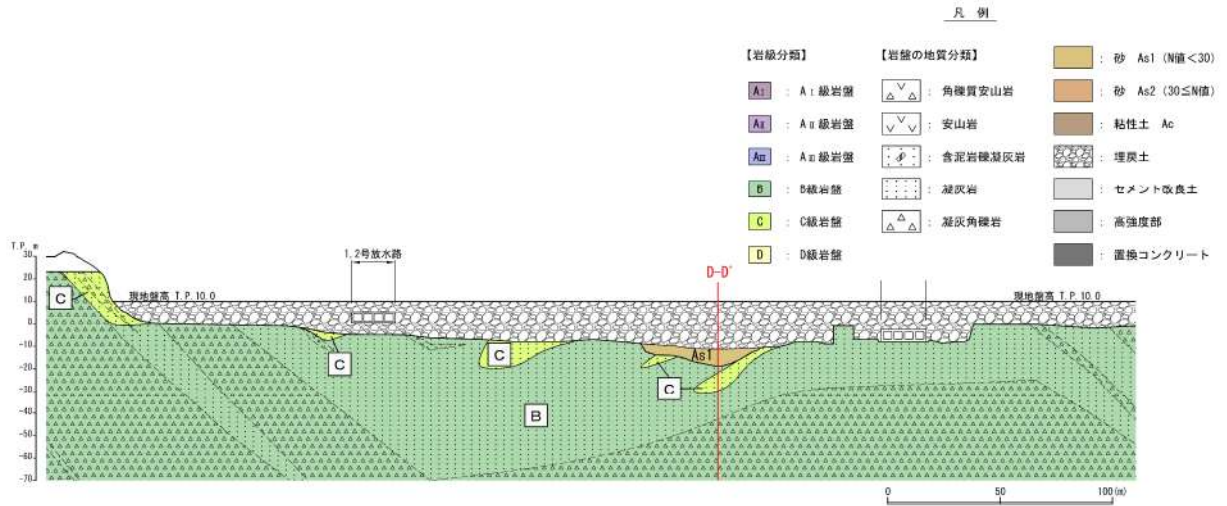 凡 例
【岩級分類】
AⅠ : AⅠ級岩盤
AⅡ : AⅡ級岩盤
AⅢ : AⅢ級岩盤
B : B級岩盤
C : C級岩盤
D : D級岩盤
【岩盤の地質分類】
: 角礫質安山岩
: 安山岩
: 含泥岩礫凝灰岩
: 凝灰岩
: 凝灰角礫岩
: 砂 As1 (N値<30)
: 砂 As2 (30≦N値)
: 粘性土 Ac
: 埋戻土
: セメント改良土
: 高強度部
: 置換コンクリート
T.P. m
30
20
10
0
-10
-20
-30
-40
-50
-60
-70
1,2号放水路
D-D'
現地盤高 T.P.10.0
現地盤高 T.P.10.0
C
C
C
As1
C
B
0 50 100(m)